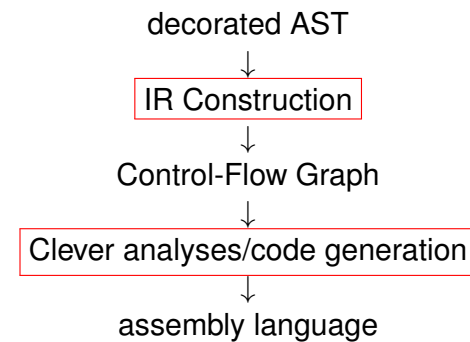 decorated AST
IR Construction
Control-Flow Graph
Clever analyses/code generation
assembly language